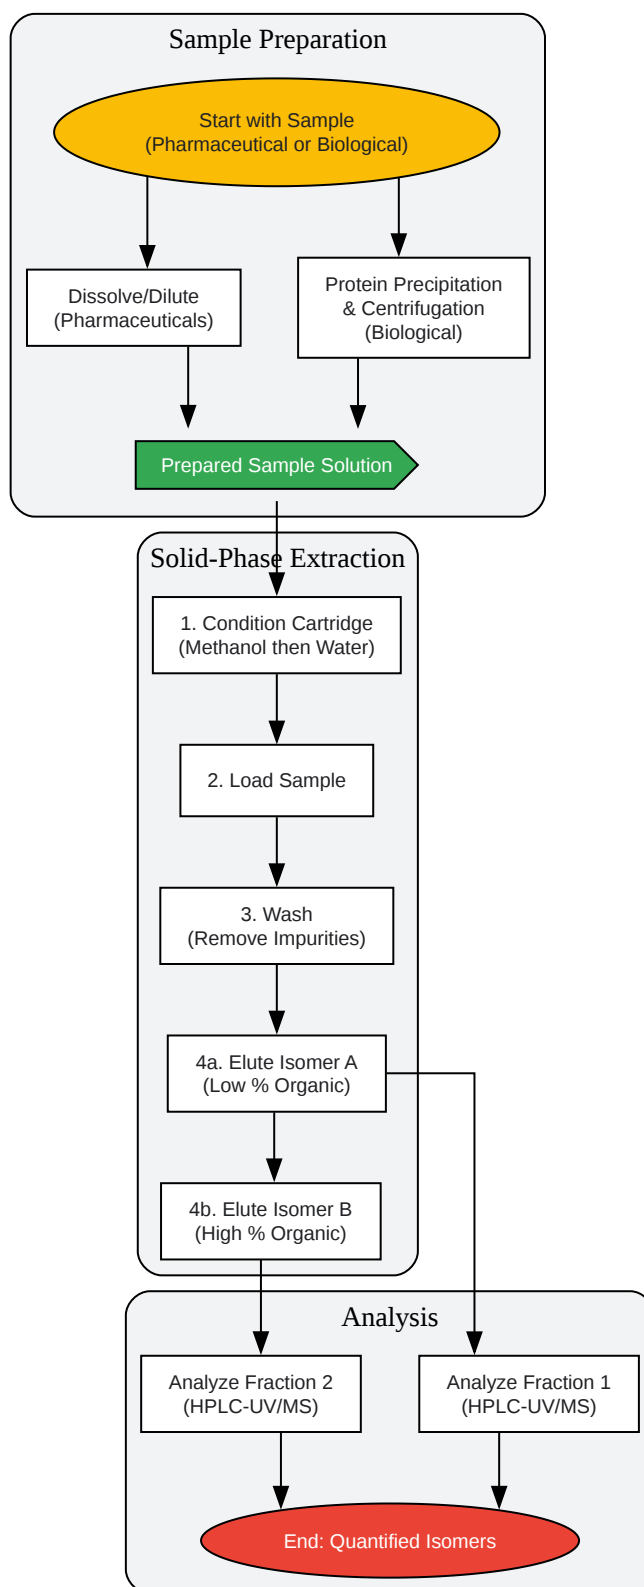 Sample Preparation
Start with Sample
(Pharmaceutical or Biological)
Dissolve/Dilute
(Pharmaceuticals)
Protein Precipitation
& Centrifugation
(Biological)
Prepared Sample Solution
Solid-Phase Extraction
1. Condition Cartridge
(Methanol then Water)
2. Load Sample
3. Wash
(Remove Impurities)
4a. Elute Isomer A
(Low % Organic)
4b. Elute Isomer B
(High % Organic)
Analysis
Analyze Fraction 2
(HPLC-UV/MS)
Analyze Fraction 1
(HPLC-UV/MS)
End: Quantified Isomers